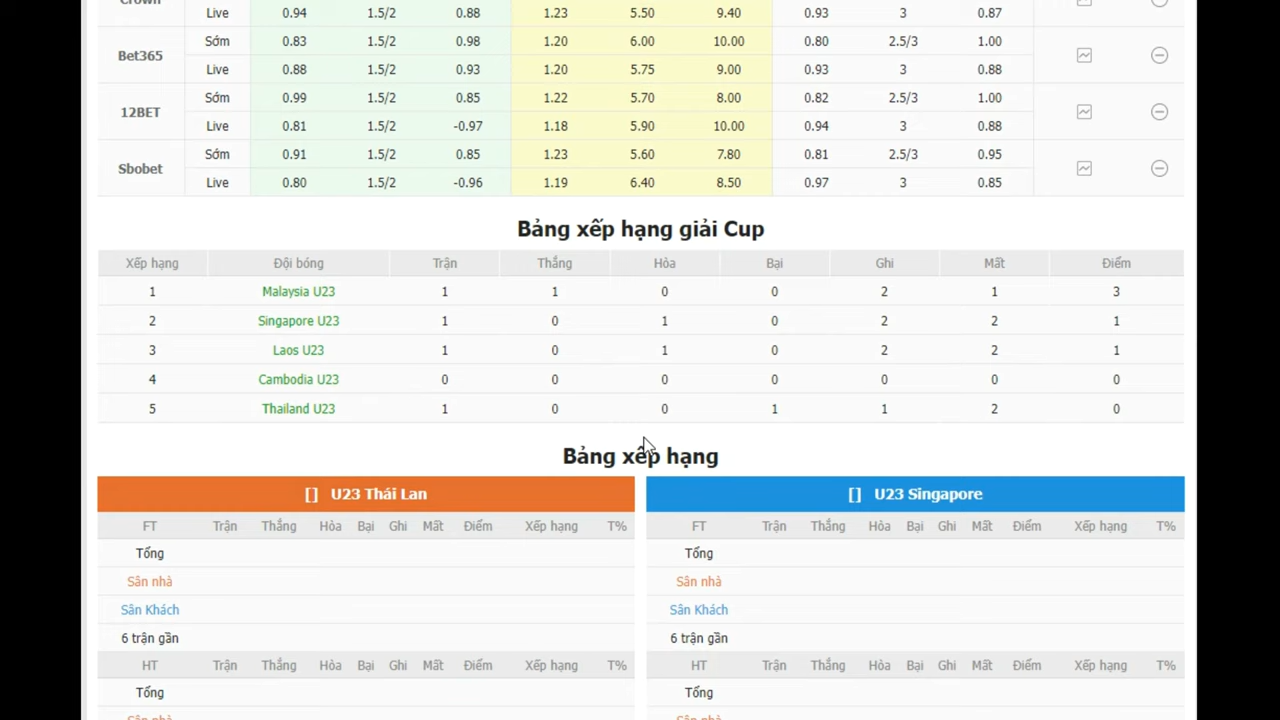 Crown
Live 0.94 1.5/2 0.88 1.23 5.50 9.40 0.93 3 0.87
Bet365
Sớm 0.83 1.5/2 0.98 1.20 6.00 10.00 0.80 2.5/3 1.00
Live 0.88 1.5/2 0.93 1.20 5.75 9.00 0.93 3 0.88
12BET
Sớm 0.99 1.5/2 0.85 1.22 5.70 8.00 0.82 2.5/3 1.00
Live 0.81 1.5/2 -0.97 1.18 5.90 10.00 0.94 3 0.88
Sbobet
Sớm 0.91 1.5/2 0.85 1.23 5.60 7.80 0.81 2.5/3 0.95
Live 0.80 1.5/2 -0.96 1.19 6.40 8.50 0.97 3 0.85
Bảng xếp hạng giải Cup
Xếp hạng Đội bóng Trận Thắng Hòa Bại Ghi Mất Điểm
1 Malaysia U23 1 1 0 0 2 1 3
2 Singapore U23 1 0 1 0 2 2 1
3 Laos U23 1 0 1 0 2 2 1
4 Cambodia U23 0 0 0 0 0 0 0
5 Thailand U23 1 0 0 1 1 2 0
Bảng xếp hạng
[] U23 Thái Lan [] U23 Singapore
FT Trận Thắng Hòa Bại Ghi Mất Điểm Xếp hạng T% FT Trận Thắng Hòa Bại Ghi Mất Điểm Xếp hạng T%
Tổng Tổng
Sân nhà Sân nhà
Sân Khách Sân Khách
6 trận gần 6 trận gần
HT Trận Thắng Hòa Bại Ghi Mất Điểm Xếp hạng T% HT Trận Thắng Hòa Bại Ghi Mất Điểm Xếp hạng T%
Tổng Tổng
Sân nhà Sân nhà